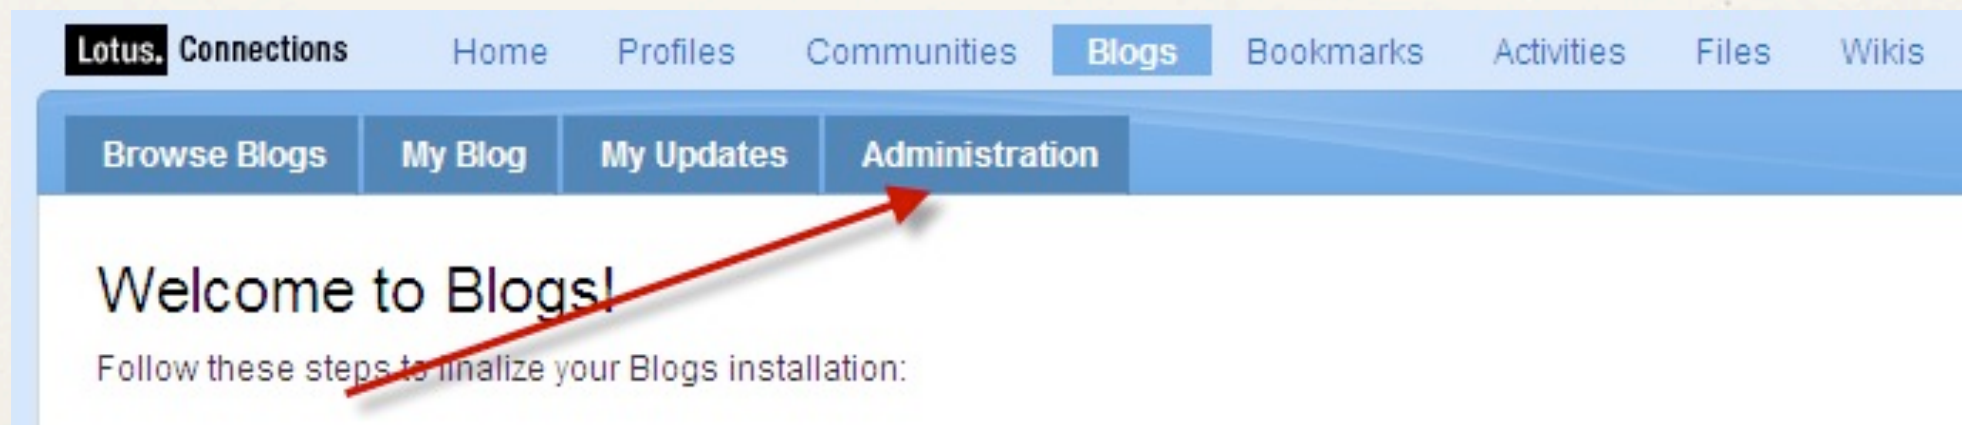 Lotus. Connections Home Profiles Communities Blogs Bookmarks Activities Files Wikis
Browse Blogs My Blog My Updates Administration
Welcome to Blogs!
Follow these steps to finalize your Blogs installation: